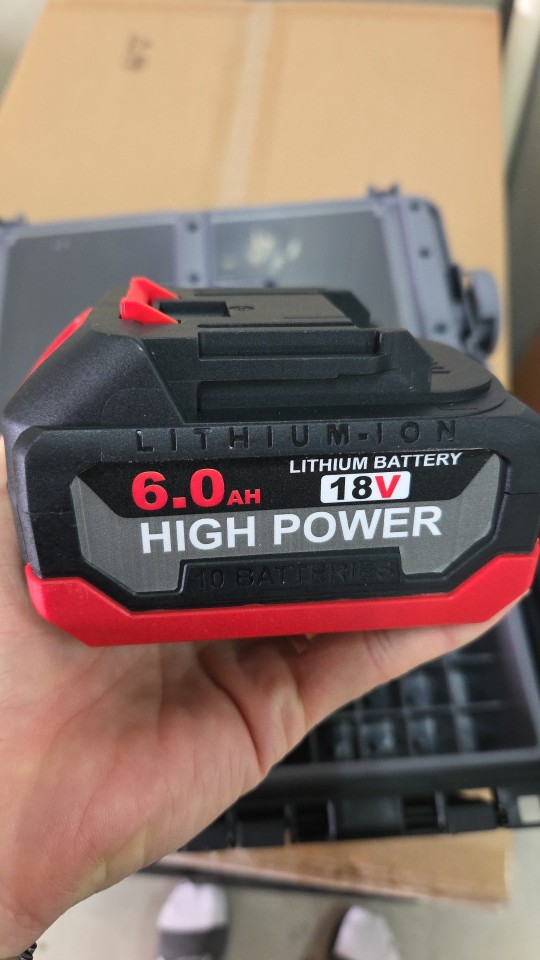 LITHIUM-ION
6.0AH
LITHIUM BATTERY
18V
HIGH POWER
10 BATTERIES